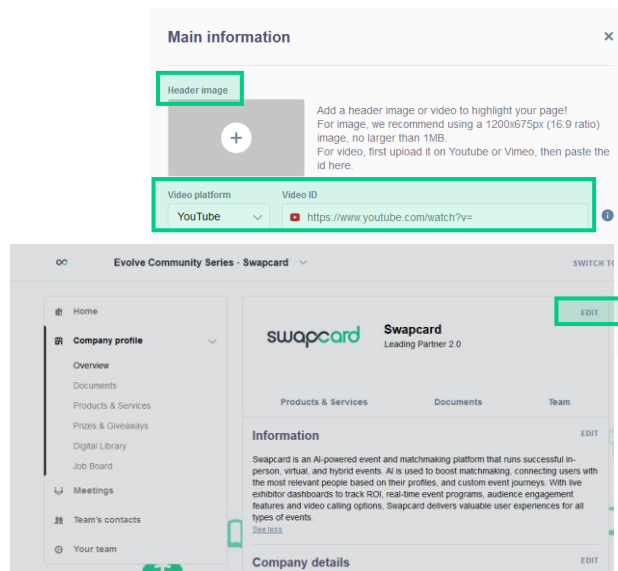 Main information
Header image
Add a header image or video to highlight your page!
For image, we recommend using a 1200x675px (16:9 ratio)
image, no larger than 1MB.
For video, first upload it on Youtube or Vimeo, then paste the
id here.
Video platform
Video ID
YouTube
https://www.youtube.com/watch?v=
Evolve Community Series - Swapcard
SWITCH TO
Home
Company profile
Overview
Documents
Products & Services
Prizes & Giveaways
Digital Library
Job Board
Meetings
Team's contacts
Your team
EDIT
swapcard
Swapcard
Leading Partner 2.0
Products & Services
Documents
Team
Information
EDIT
Swapcard is an AI-powered event and matchmaking platform that runs successful in-
person, virtual, and hybrid events. AI is used to boost matchmaking, connecting users with
the most relevant people based on their profiles, and custom event journeys. With live
exhibitor dashboards to track ROI, real-time event programs, audience engagement
features and video calling options, Swapcard delivers valuable user experiences for all
types of events.
See less
Company details
EDIT